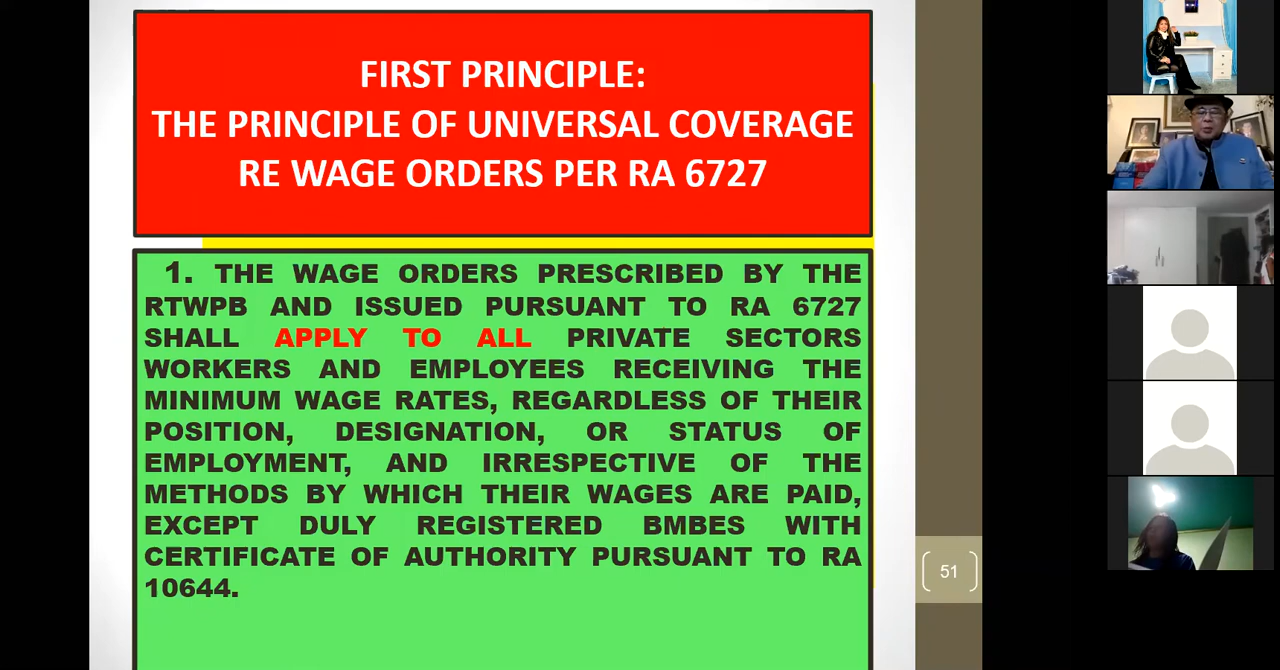 FIRST PRINCIPLE:
THE PRINCIPLE OF UNIVERSAL COVERAGE
RE WAGE ORDERS PER RA 6727
1. THE WAGE ORDERS PRESCRIBED BY THE
RTWPB AND ISSUED PURSUANT TO RA 6727
SHALL APPLY TO ALL PRIVATE SECTORS
WORKERS AND EMPLOYEES RECEIVING THE
MINIMUM WAGE RATES, REGARDLESS OF THEIR
POSITION, DESIGNATION, OR STATUS OF
EMPLOYMENT, AND IRRESPECTIVE OF THE
METHODS BY WHICH THEIR WAGES ARE PAID,
EXCEPT DULY REGISTERED BMBES WITH
CERTIFICATE OF AUTHORITY PURSUANT TO RA
10644.
51